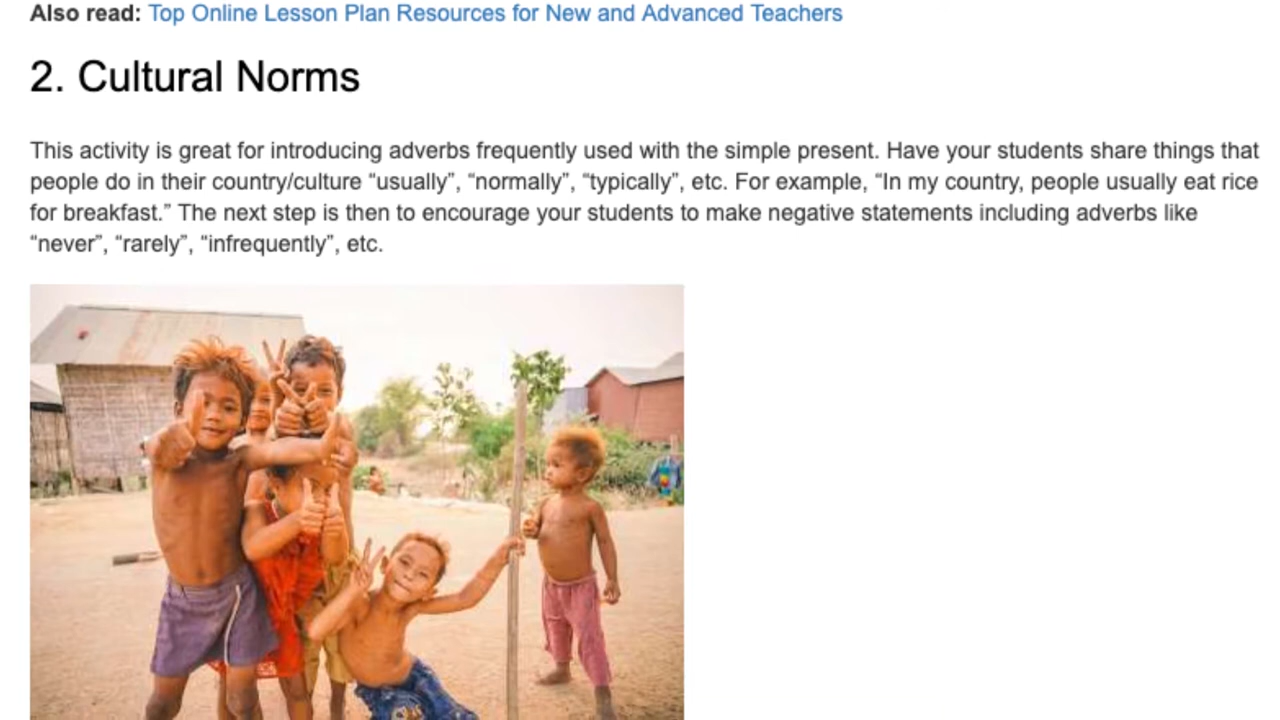 Also read: Top Online Lesson Plan Resources for New and Advanced Teachers
2. Cultural Norms
This activity is great for introducing adverbs frequently used with the simple present. Have your students share things that
people do in their country/culture “usually”, “normally”, “typically”, etc. For example, “In my country, people usually eat rice
for breakfast.” The next step is then to encourage your students to make negative statements including adverbs like
“never”, “rarely”, “infrequently”, etc.